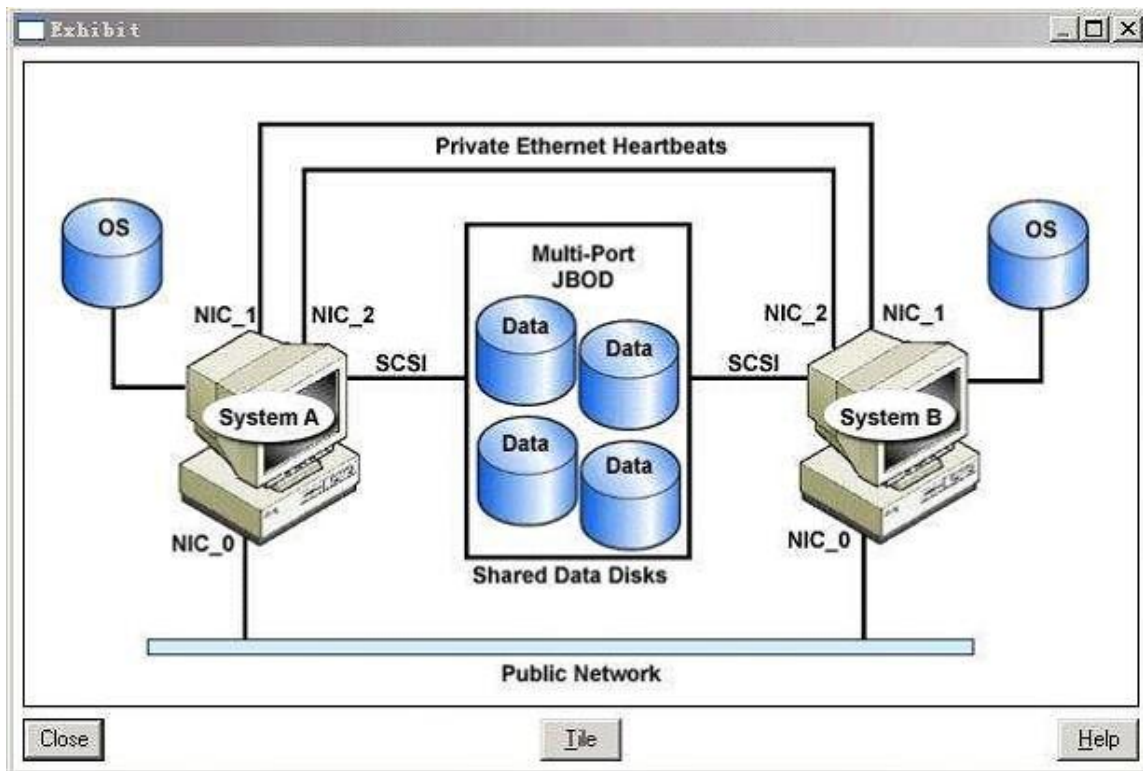 Exhibit
Private Ethernet Heartbeats
OS
OS
Multi-Port
JBOD
NIC_1
NIC_2
NIC_2
NIC_1
Data
Data
SCSI
SCSI
System A
System B
Data
Data
NIC_0
NIC_0
Shared Data Disks
Public Network
Close
Tile
Help